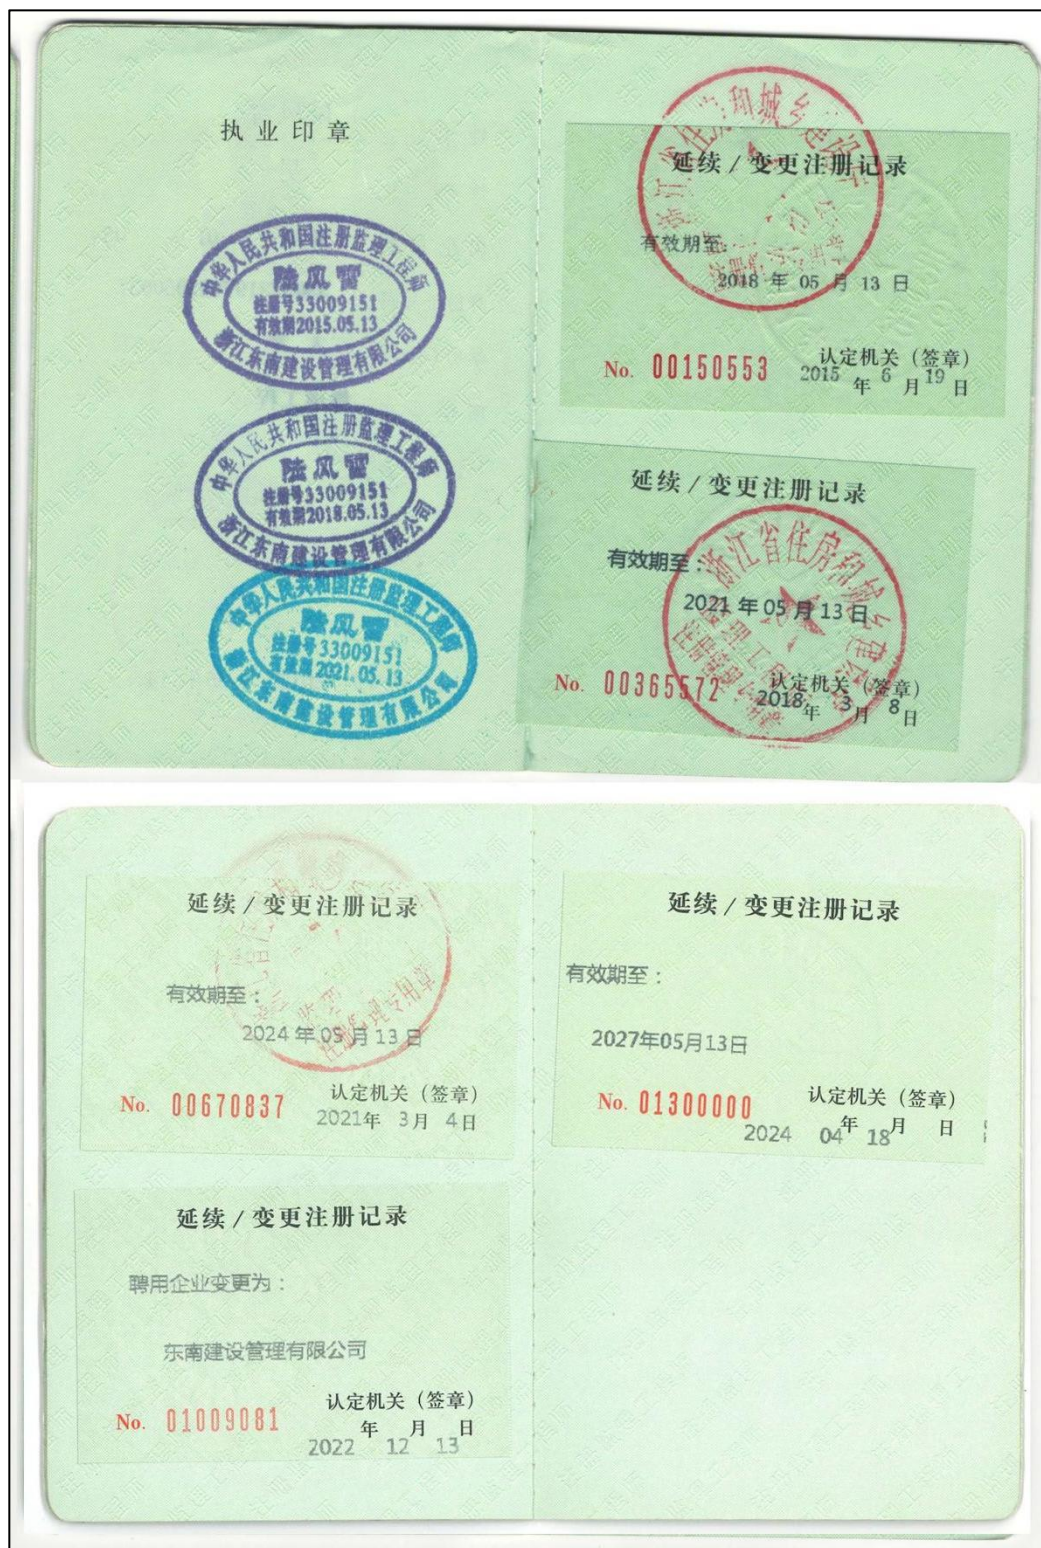 执业印章
中华人民共和国注册监理工程师
陆风雷
注册号33009151
有效期2015.05.13
浙江东南建设管理有限公司
中华人民共和国注册监理工程师
陆风雷
注册号33009151
有效期2018.05.13
浙江东南建设管理有限公司
中华人民共和国注册监理工程师
陆风雷
注册号33009151
有效期2021.05.13
浙江东南建设管理有限公司
浙江省住房和城乡建设厅
延续/变更注册记录
有效期至
2018 年 05 月 13 日
No. 00150553
认定机关（签章）
2015 年 6 月 19 日
延续/变更注册记录
浙江省住房和城乡建设厅
有效期至：
2021 年 05 月 13 日
No. 00365572
认定机关（签章）
2018年 3月 8日
延续/变更注册记录
有效期至：
2024 年 05 月 13 日
No. 00670837
认定机关（签章）
2021年 3月 4日
延续/变更注册记录
聘用企业变更为：
东南建设管理有限公司
No. 01009081
认定机关（签章）
年 月 日
2022 12 13
延续/变更注册记录
有效期至：
2027年05月13日
No. 01300000
认定机关（签章）
年 月 日
2024 04 18